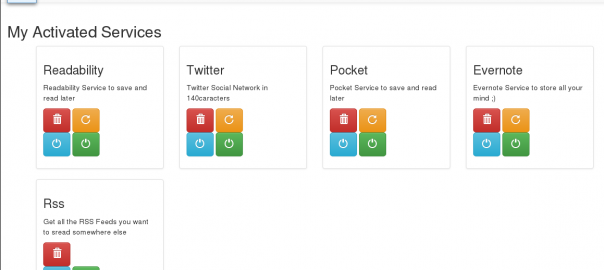 My Activated Services
Readability
Readability Service to save and
read later
Twitter
Twitter Social Network in
140caracters
Pocket
Pocket Service to save and read
later
Evernote
Evernote Service to store all your
mind ;)
Rss
Get all the RSS Feeds you want
to sread somewhere else